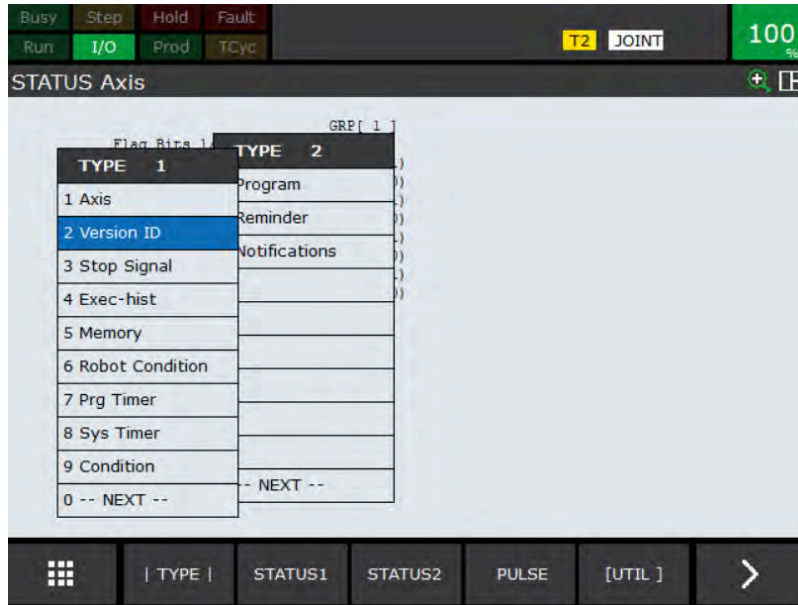 Busy Step Hold Fault
Run I/O Prod TCyc
T2 JOINT
100
%
STATUS Axis
GRP[ 1 ]
Flag Bits
TYPE 1
1 Axis
2 Version ID
3 Stop Signal
4 Exec-hist
5 Memory
6 Robot Condition
7 Prg Timer
8 Sys Timer
9 Condition
0 -- NEXT --
TYPE 2
Program
Reminder
Notifications
-- NEXT --
| TYPE | STATUS1 STATUS2 PULSE [UTIL ] >